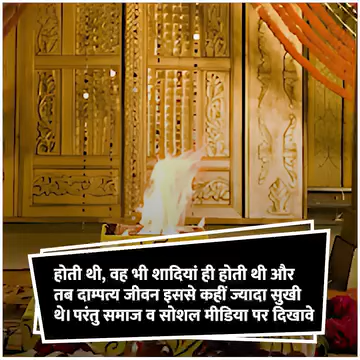 होती थी, वह भी शादियां ही होती थी और
तब दाम्पत्य जीवन इससे कहीं ज्यादा सुखी
थे। परंतु समाज व सोशल मीडिया पर दिखावे